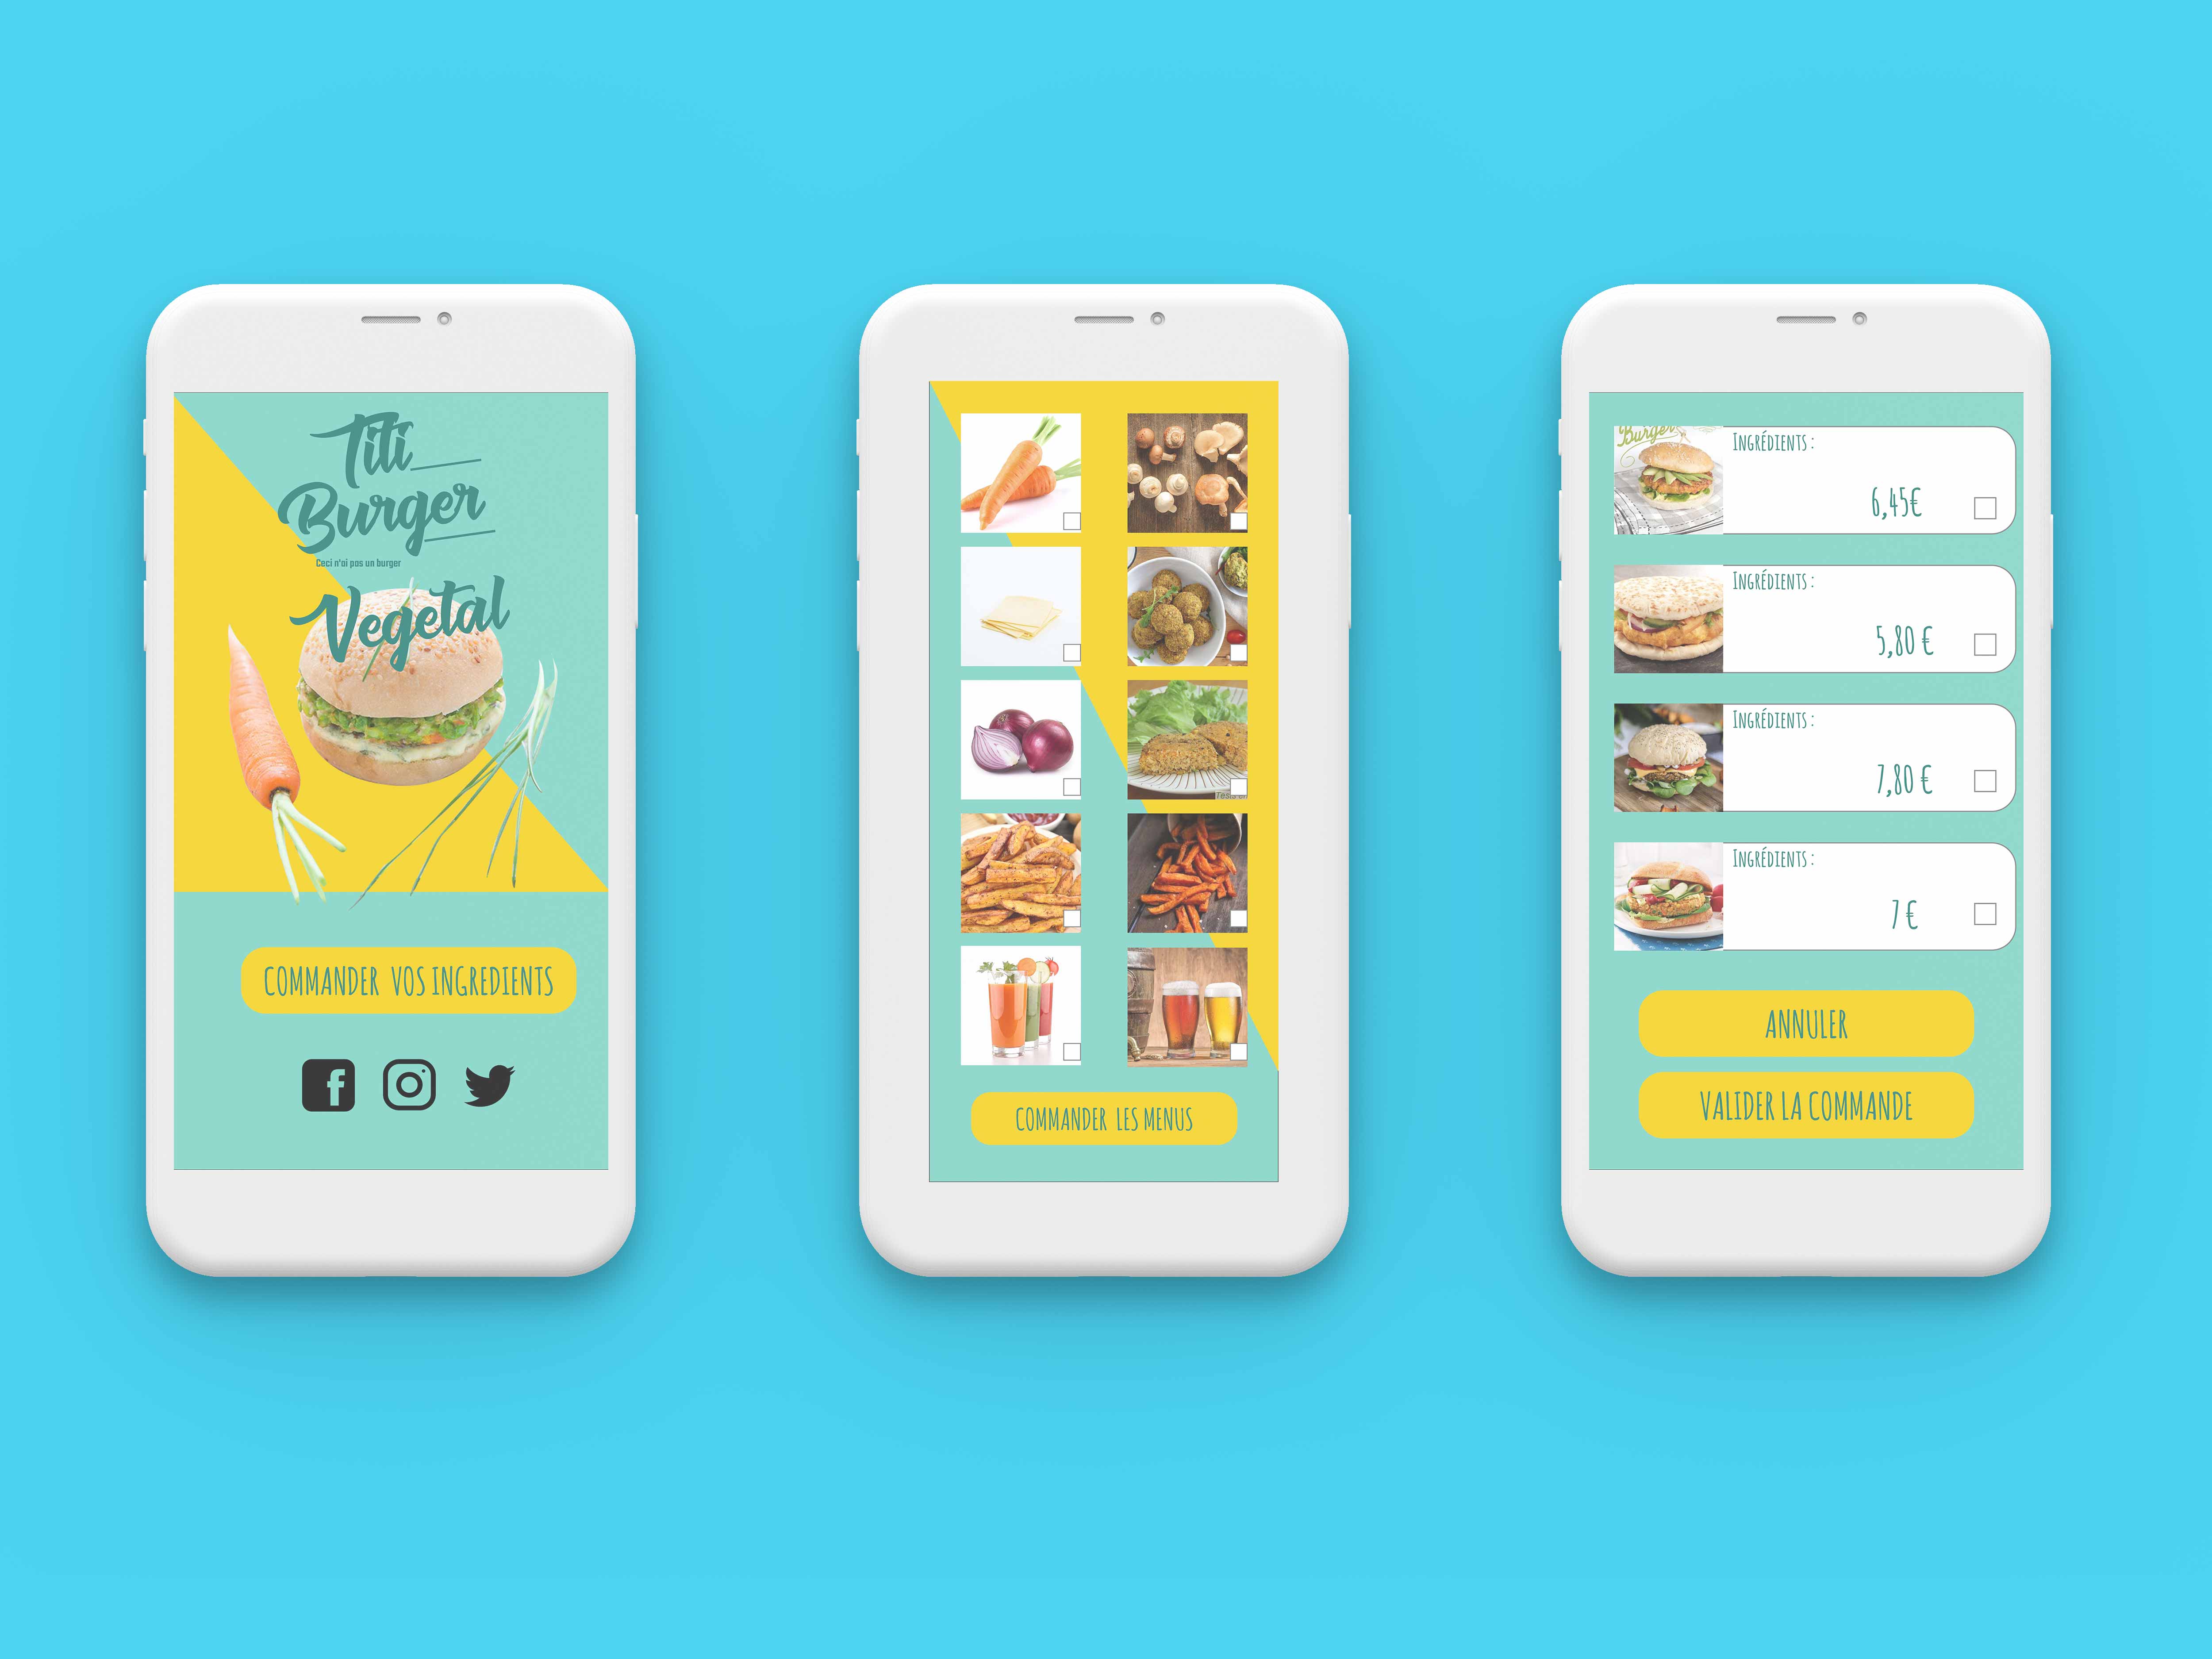 Titi
Burger
Ceci n'ai pas un burger
Vegetal
COMMANDER VOS INGREDIENTS
COMMANDER LES MENUS
Burger
INGRÉDIENTS :
6,45€
INGRÉDIENTS :
5,80 €
INGRÉDIENTS :
7,80 €
INGRÉDIENTS :
7 €
ANNULER
VALIDER LA COMMANDE